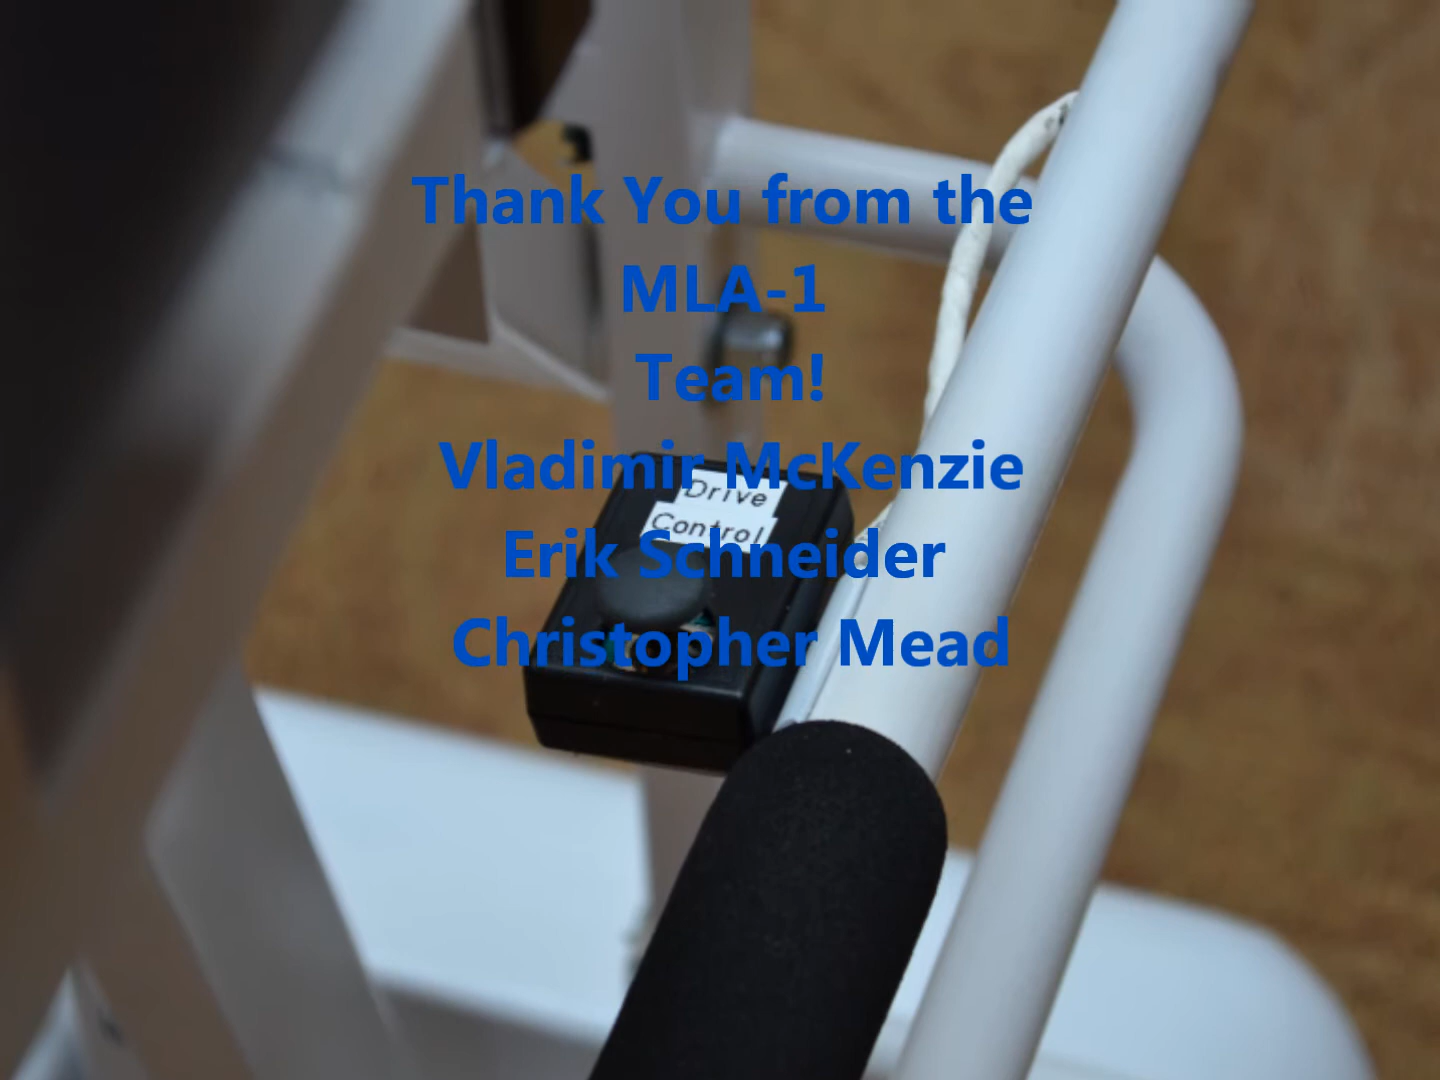 Thank You from the
MLA-1
Team!
Vladimir McKenzie
Drive
Control
Erik Schneider
Christopher Mead